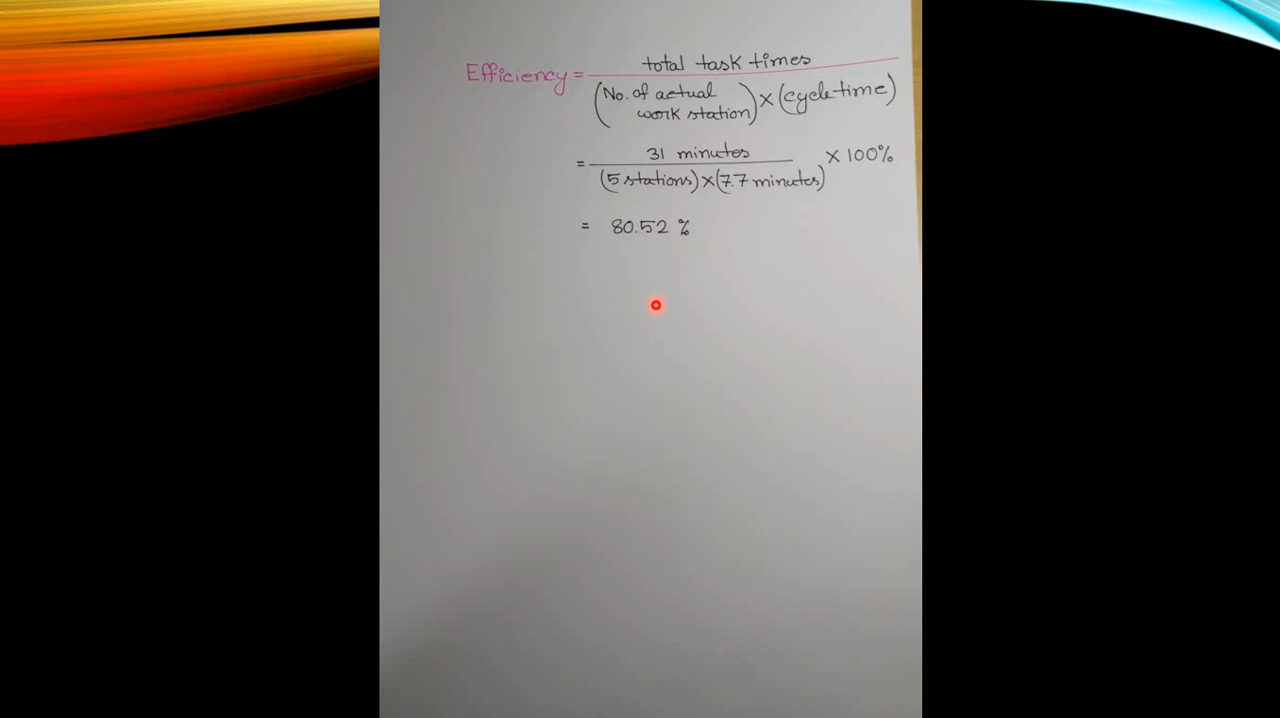 Efficiency = total task times / (No. of actual work station) × (cycle time)
= 31 minutes / (5 stations) × (7.7 minutes) × 100%
= 80.52 %